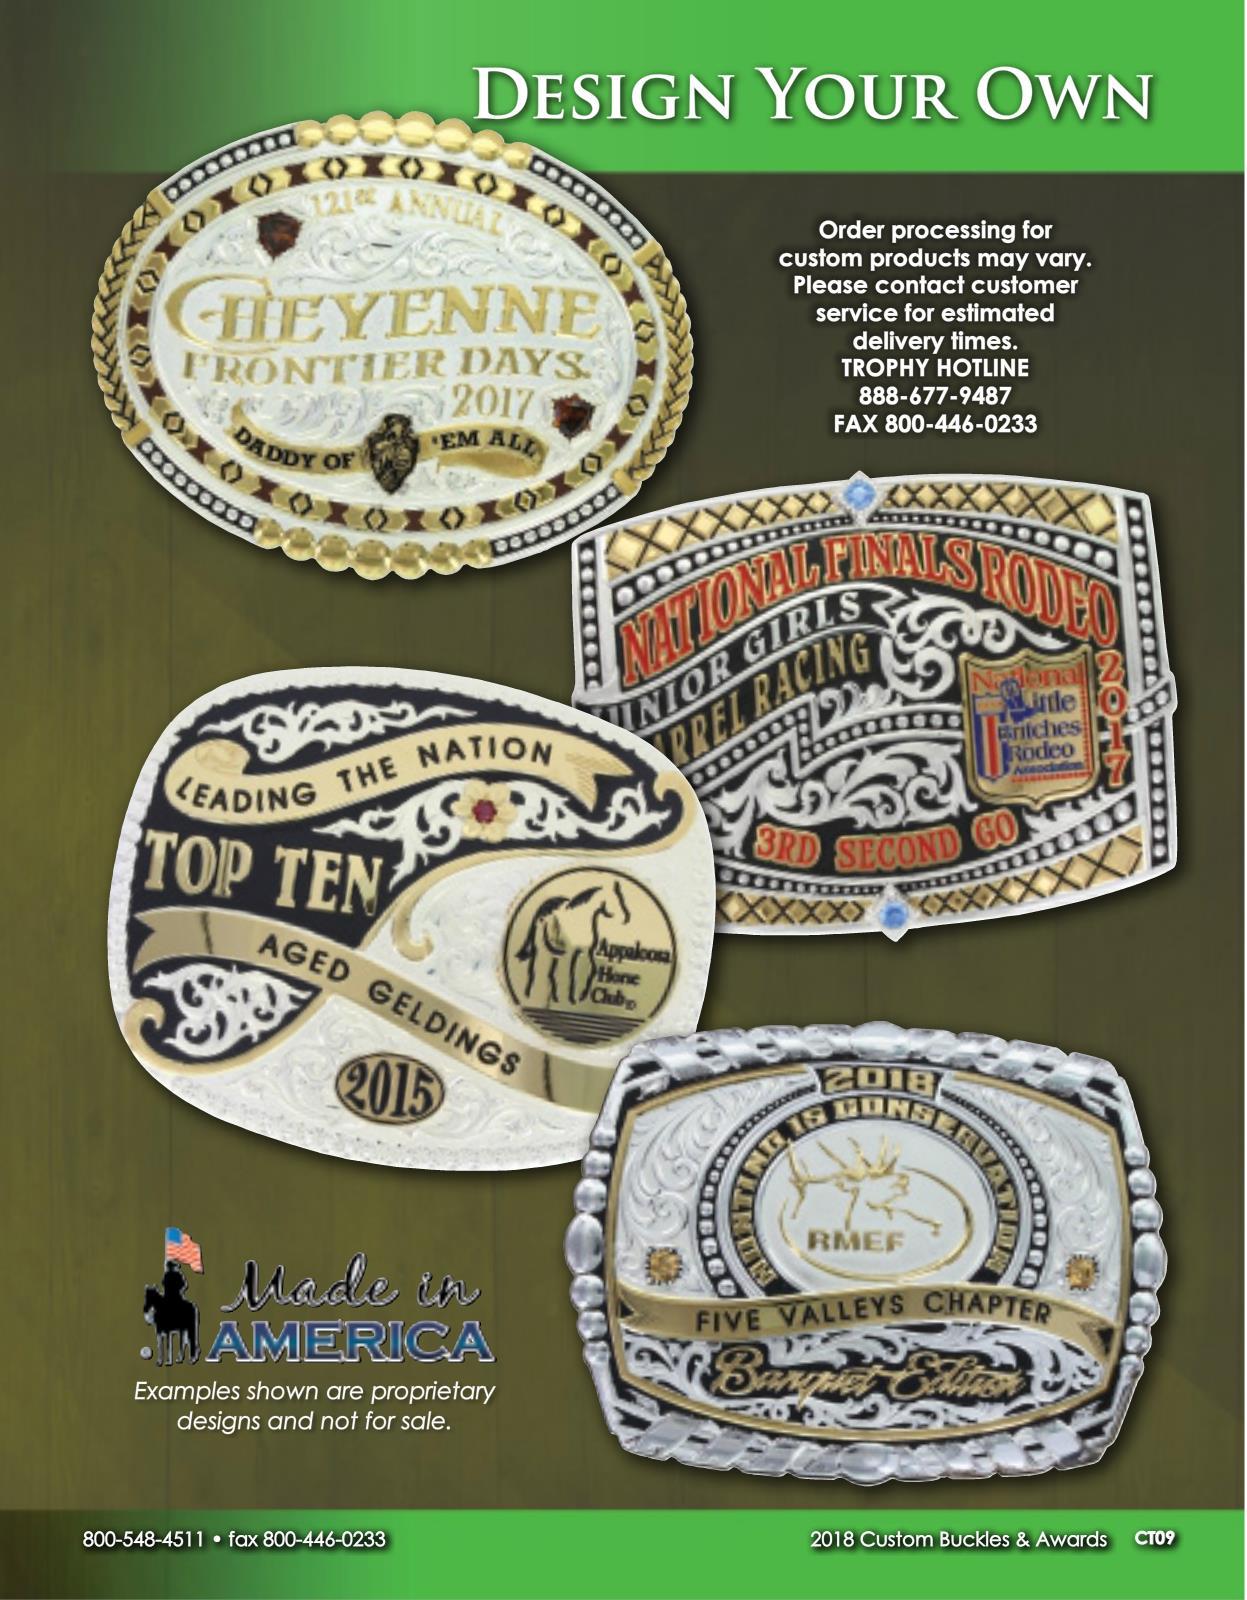 DESIGN YOUR OWN
121st ANNUAL
CHEYENNE
FRONTIER DAYS.
2017
DADDY OF 'EM ALL
Order processing for
custom products may vary.
Please contact customer
service for estimated
delivery times.
TROPHY HOTLINE
888-677-9487
FAX 800-446-0233
NATIONAL FINALS RODEO
JUNIOR GIRLS
BARREL RACING
2017
National
Little
Britches
Rodeo
Association
3RD SECOND GO
LEADING THE NATION
TOP TEN
AGED GELDINGS
Appaloosa
Horse
Club
2015
2018
HUNTING IS CONSERVATION
RMEF
FIVE VALLEYS CHAPTER
Banquet Edition
Made in
AMERICA
Examples shown are proprietary
designs and not for sale.
800-548-4511 • fax 800-446-0233
2018 Custom Buckles & Awards CT09